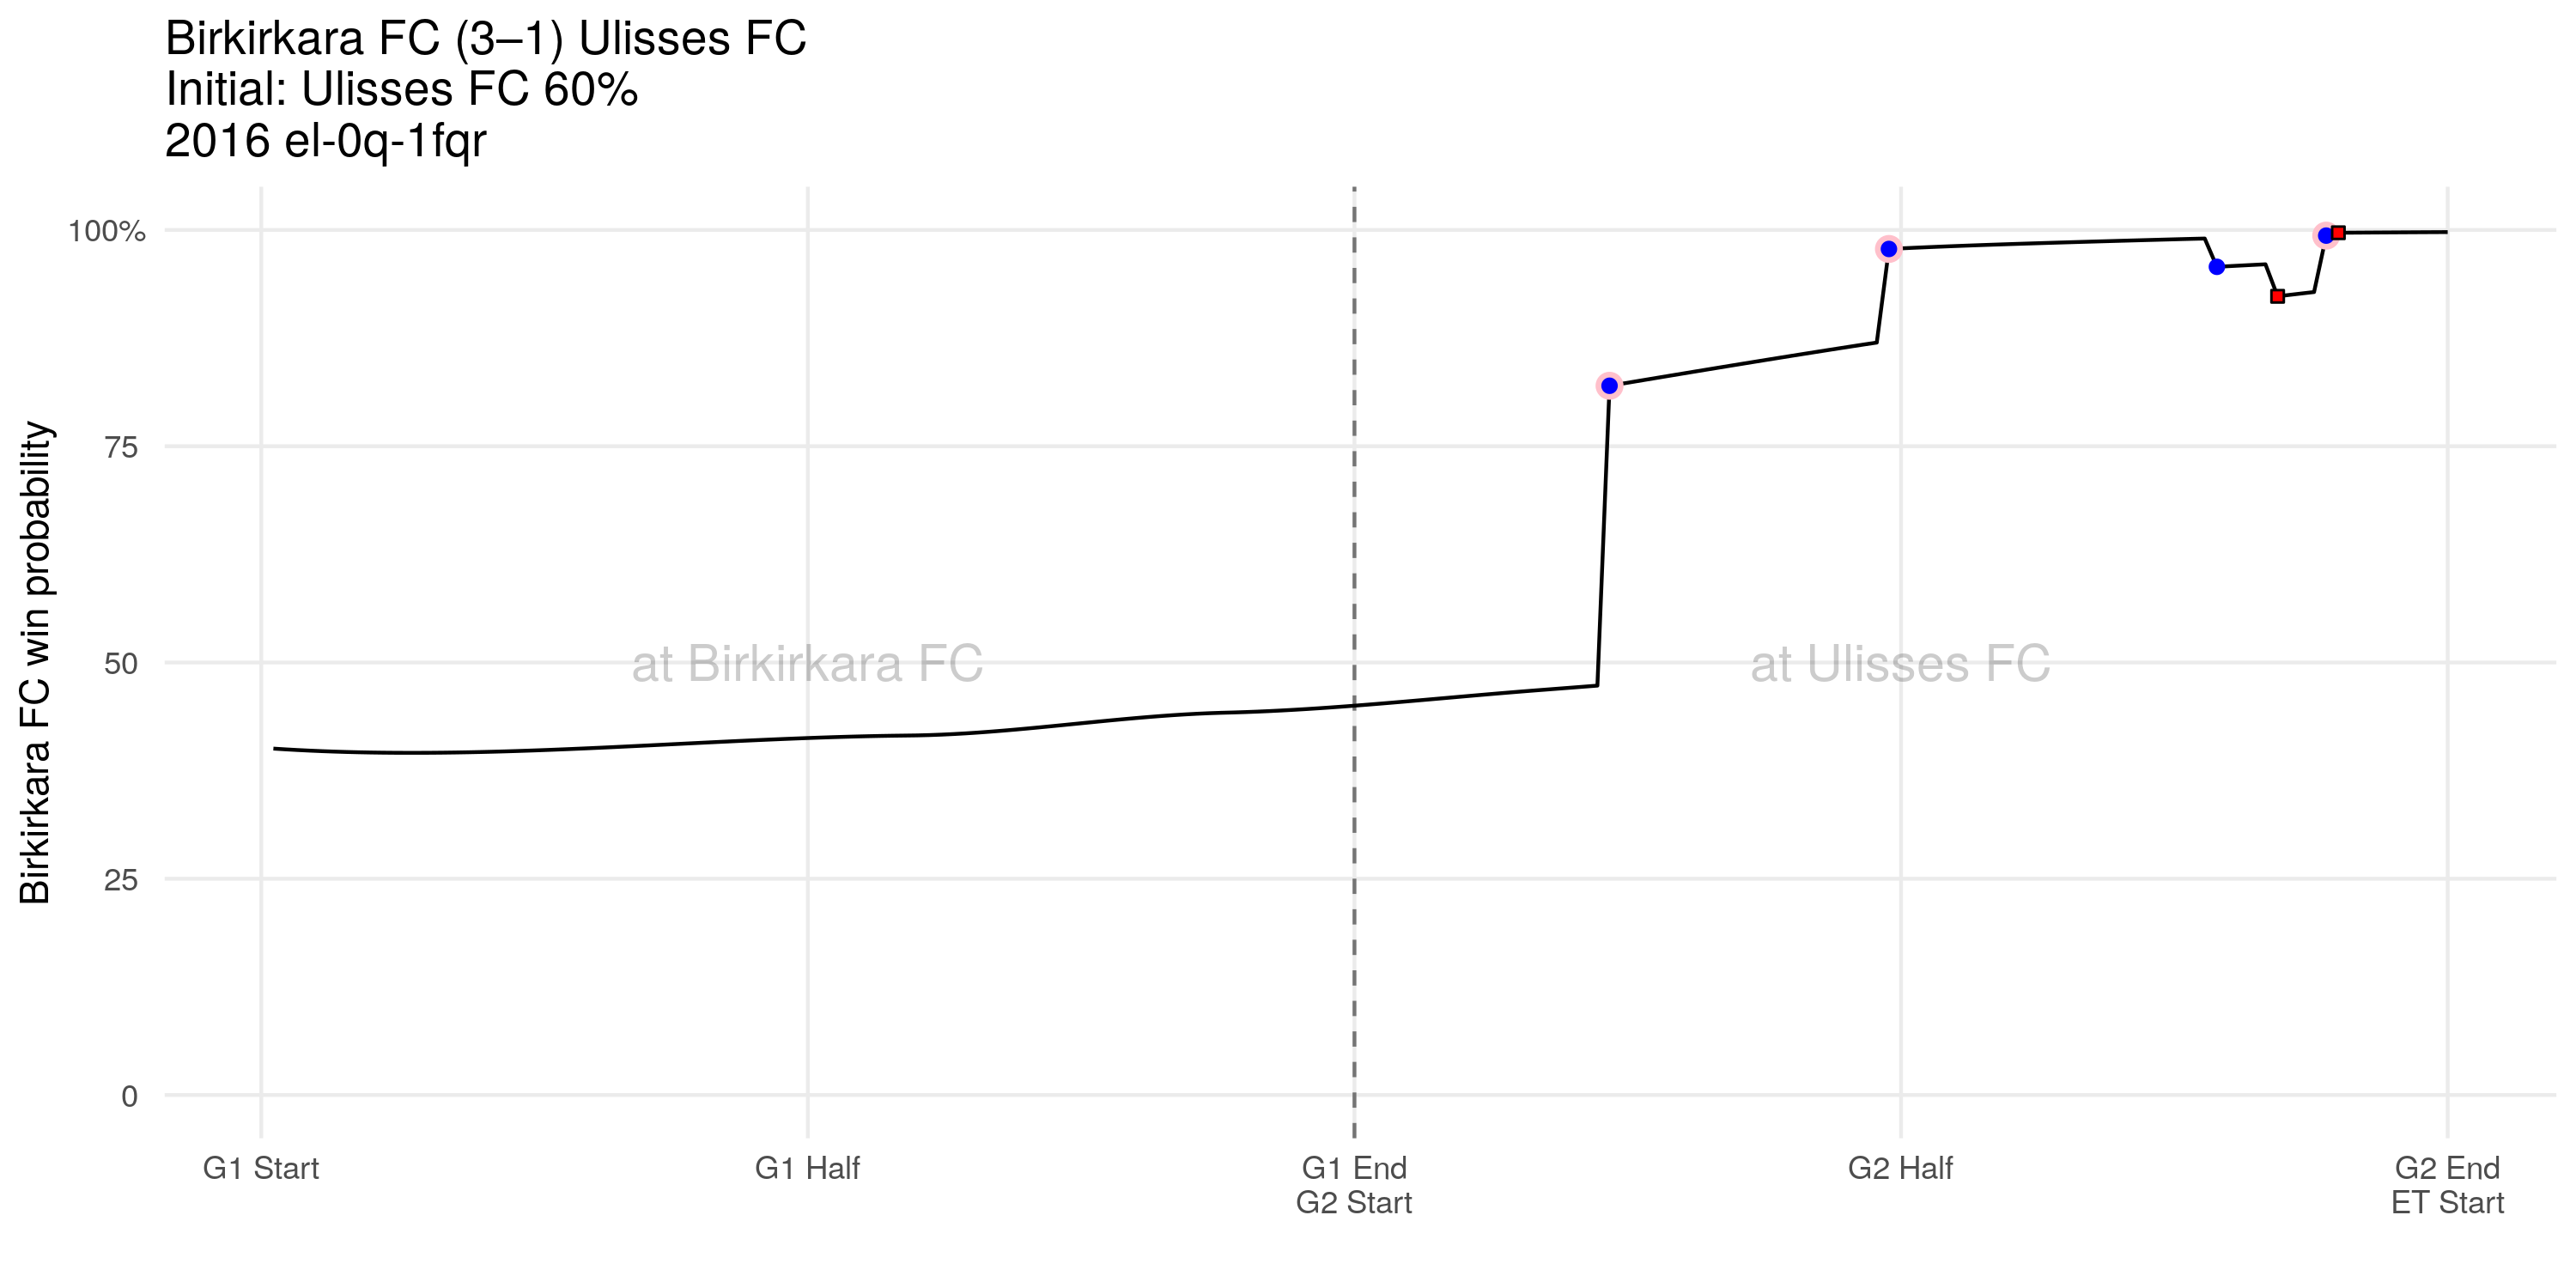 Birkirkara FC (3–1) Ulisses FC
Initial: Ulisses FC 60%
2016 el-0q-1fqr
Birkirkara FC win probability
100%
75
50
25
0
at Birkirkara FC
at Ulisses FC
G1 Start
G1 Half
G1 End
G2 Start
G2 Half
G2 End
ET Start